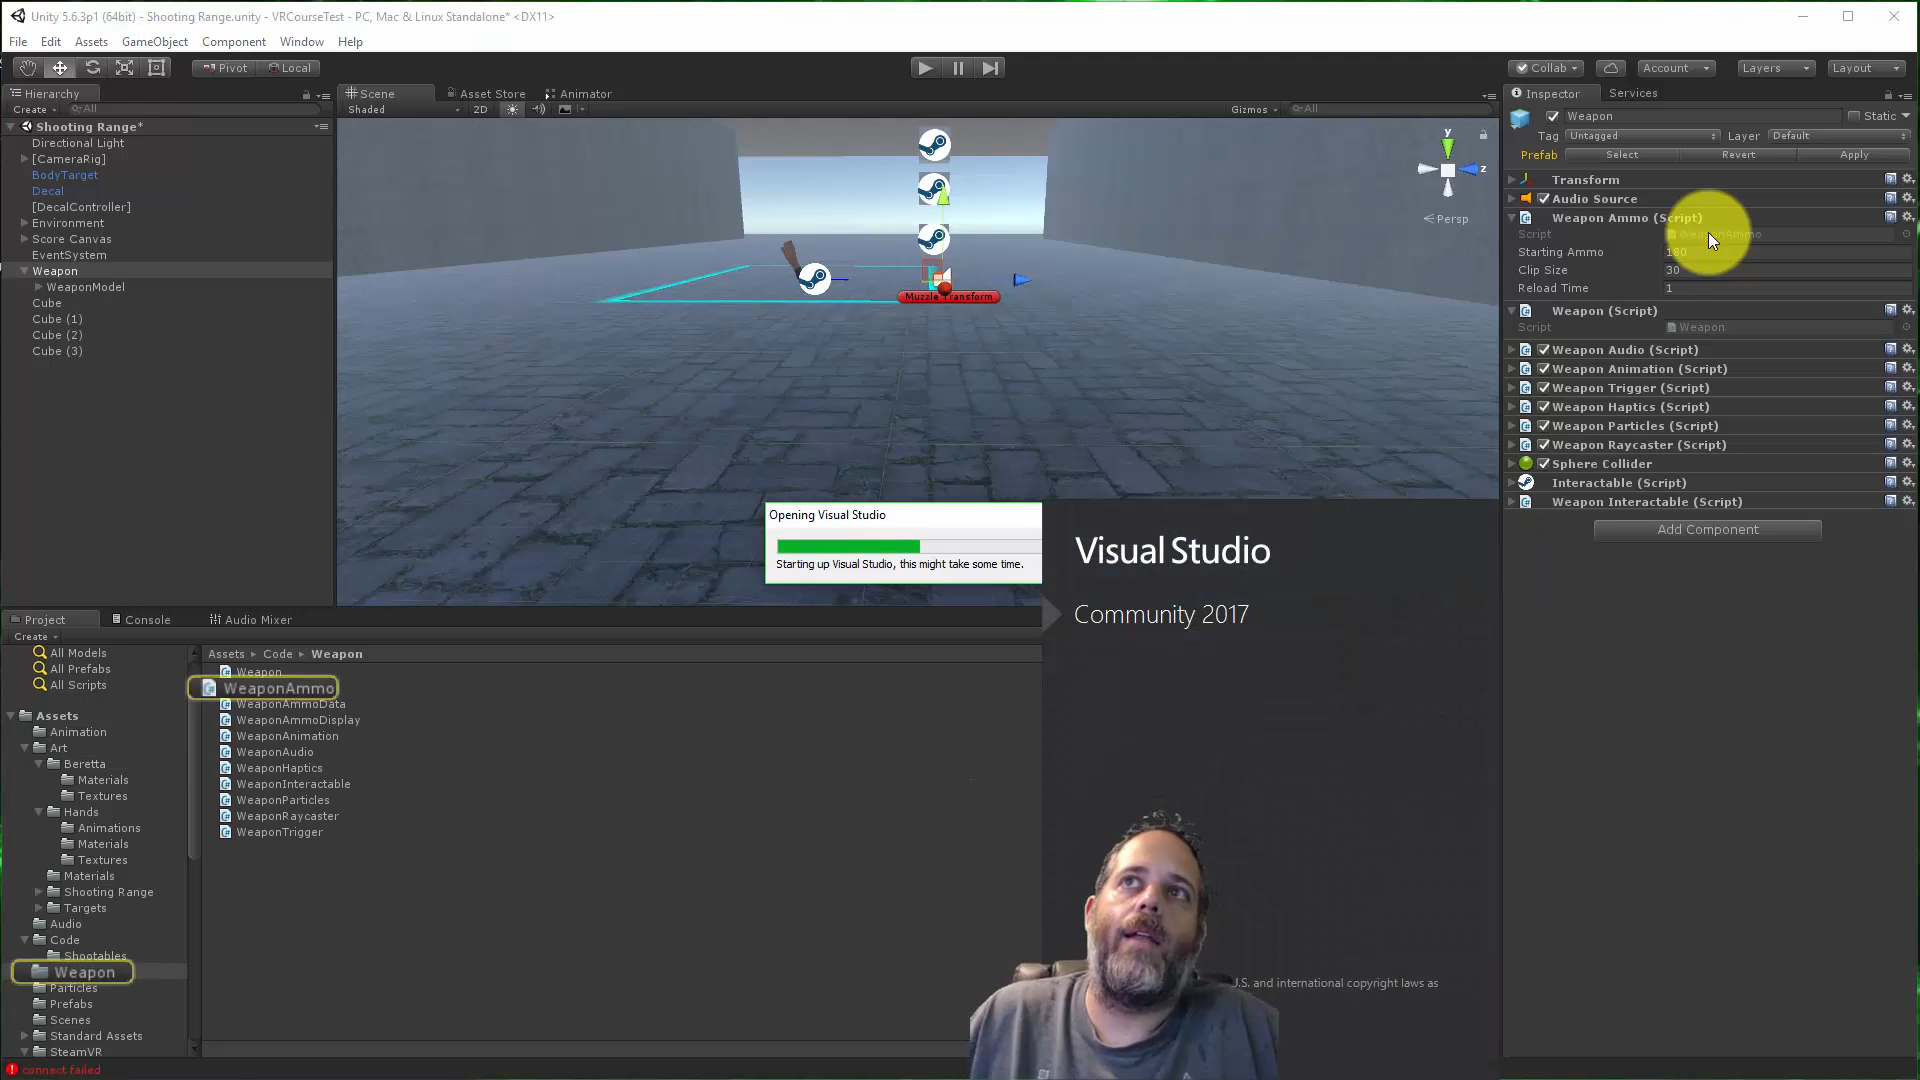 Unity 5.6.3p1 (64bit) - Shooting Range.unity - VRCourseTest - PC, Mac & Linux Standalone* <DX11>
File Edit Assets GameObject Component Window Help
Pivot Local Collab Account Layers Layout
Hierarchy
Create All
Shooting Range*
Directional Light
[CameraRig]
BodyTarget
Decal
[DecalController]
Environment
Score Canvas
EventSystem
Weapon
WeaponModel
Cube
Cube (1)
Cube (2)
Cube (3)
Scene Asset Store Animator
Shaded 2D Gizmos All
y
z
Persp
Muzzle Transform
Opening Visual Studio
Starting up Visual Studio, this might take some time.
Visual Studio
Community 2017
J.S. and international copyright laws as
Inspector Services
Weapon Static
Tag Untagged Layer Default
Prefab Select Revert Apply
Transform
Audio Source
Weapon Ammo (Script)
Script WeaponAmmo
Starting Ammo 180
Clip Size 30
Reload Time 1
Weapon (Script)
Script Weapon
Weapon Audio (Script)
Weapon Animation (Script)
Weapon Trigger (Script)
Weapon Haptics (Script)
Weapon Particles (Script)
Weapon Raycaster (Script)
Sphere Collider
Interactable (Script)
Weapon Interactable (Script)
Add Component
Project Console Audio Mixer
Create
All Models
All Prefabs
All Scripts
Assets
Animation
Art
Beretta
Materials
Textures
Hands
Animations
Materials
Textures
Materials
Shooting Range
Targets
Audio
Code
Shootables
Weapon
Particles
Prefabs
Scenes
Standard Assets
SteamVR
Assets Code Weapon
Weapon
WeaponAmmo
WeaponAmmoData
WeaponAmmoDisplay
WeaponAnimation
WeaponAudio
WeaponHaptics
WeaponInteractable
WeaponParticles
WeaponRaycaster
WeaponTrigger
connect failed